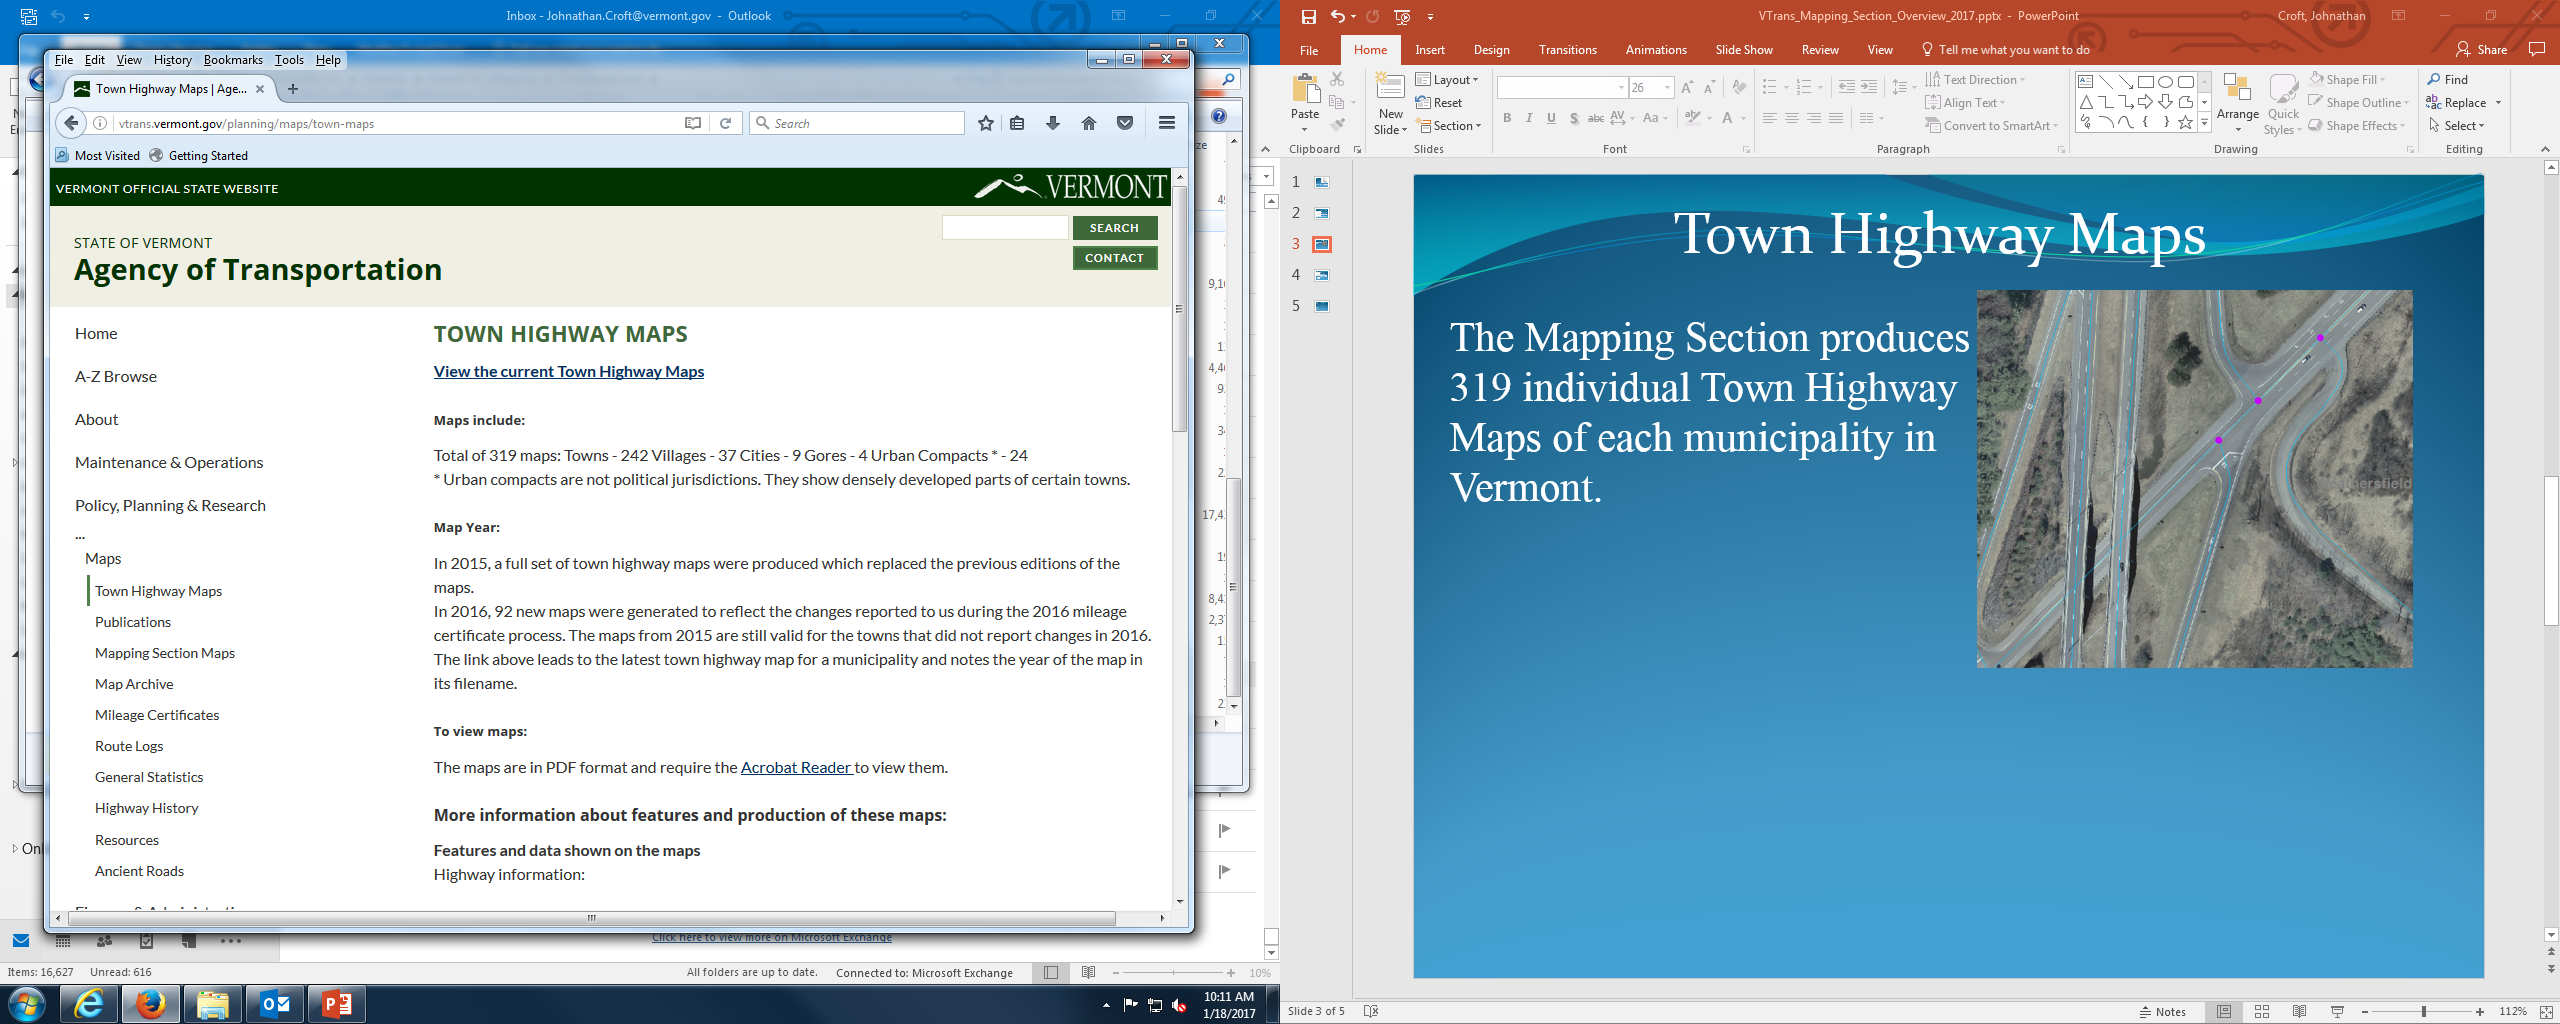 Inbox - Johnathan.Croft@vermont.gov - Outlook
File Edit View History Bookmarks Tools Help
Town Highway Maps | Age...
vtrans.vermont.gov/planning/maps/town-maps
Search
Most Visited Getting Started
VERMONT OFFICIAL STATE WEBSITE
VERMONT
STATE OF VERMONT
Agency of Transportation
SEARCH
CONTACT
Home
A-Z Browse
About
Maintenance & Operations
Policy, Planning & Research
...
Maps
Town Highway Maps
Publications
Mapping Section Maps
Map Archive
Mileage Certificates
Route Logs
General Statistics
Highway History
Resources
Ancient Roads
TOWN HIGHWAY MAPS
View the current Town Highway Maps
Maps include:
Total of 319 maps: Towns - 242 Villages - 37 Cities - 9 Gores - 4 Urban Compacts * - 24
* Urban compacts are not political jurisdictions. They show densely developed parts of certain towns.
Map Year:
In 2015, a full set of town highway maps were produced which replaced the previous editions of the
maps.
In 2016, 92 new maps were generated to reflect the changes reported to us during the 2016 mileage
certificate process. The maps from 2015 are still valid for the towns that did not report changes in 2016.
The link above leads to the latest town highway map for a municipality and notes the year of the map in
its filename.
To view maps:
The maps are in PDF format and require the Acrobat Reader to view them.
More information about features and production of these maps:
Features and data shown on the maps
Highway information:
Click here to view more on Microsoft Exchange
Items: 16,627 Unread: 616
All folders are up to date. Connected to: Microsoft Exchange
10%
10:11 AM
1/18/2017
VTrans_Mapping_Section_Overview_2017.pptx - PowerPoint
Croft, Johnathan
File Home Insert Design Transitions Animations Slide Show Review View Tell me what you want to do
Share
Paste
Clipboard
New
Slide
Layout
Reset
Section
Slides
26
B I U S abc AV Aa A
Font
Text Direction
Align Text
Convert to SmartArt
Paragraph
Arrange
Quick
Styles
Shape Fill
Shape Outline
Shape Effects
Drawing
Find
Replace
Select
Editing
1
2
3
4
5
Town Highway Maps
The Mapping Section produces
319 individual Town Highway
Maps of each municipality in
Vermont.
Slide 3 of 5
Notes
112%